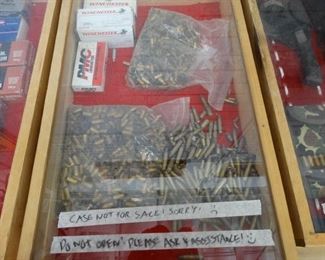 WINCHESTER
WINCHESTER
PMC
CASE NOT FOR SALE! SORRY! :(
DO NOT OPEN! PLEASE ASK 4 ASSISTANCE! :)